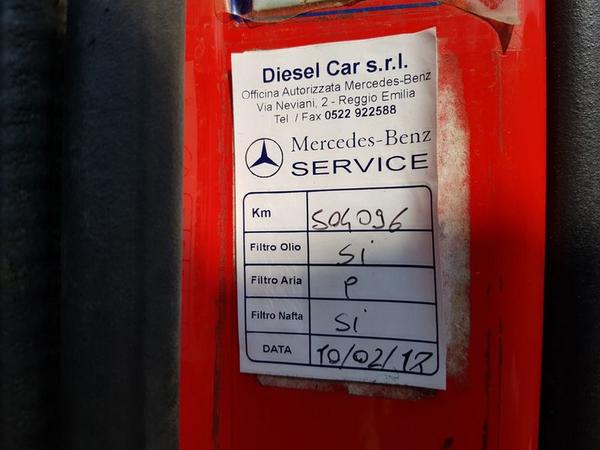 Diesel Car s.r.l.
Officina Autorizzata Mercedes-Benz
Via Neviani, 2 - Reggio Emilia
Tel / Fax 0522 922588
Mercedes-Benz
SERVICE
Km 504096
Filtro Olio Si
Filtro Aria P
Filtro Nafta Si
DATA 10/02/18